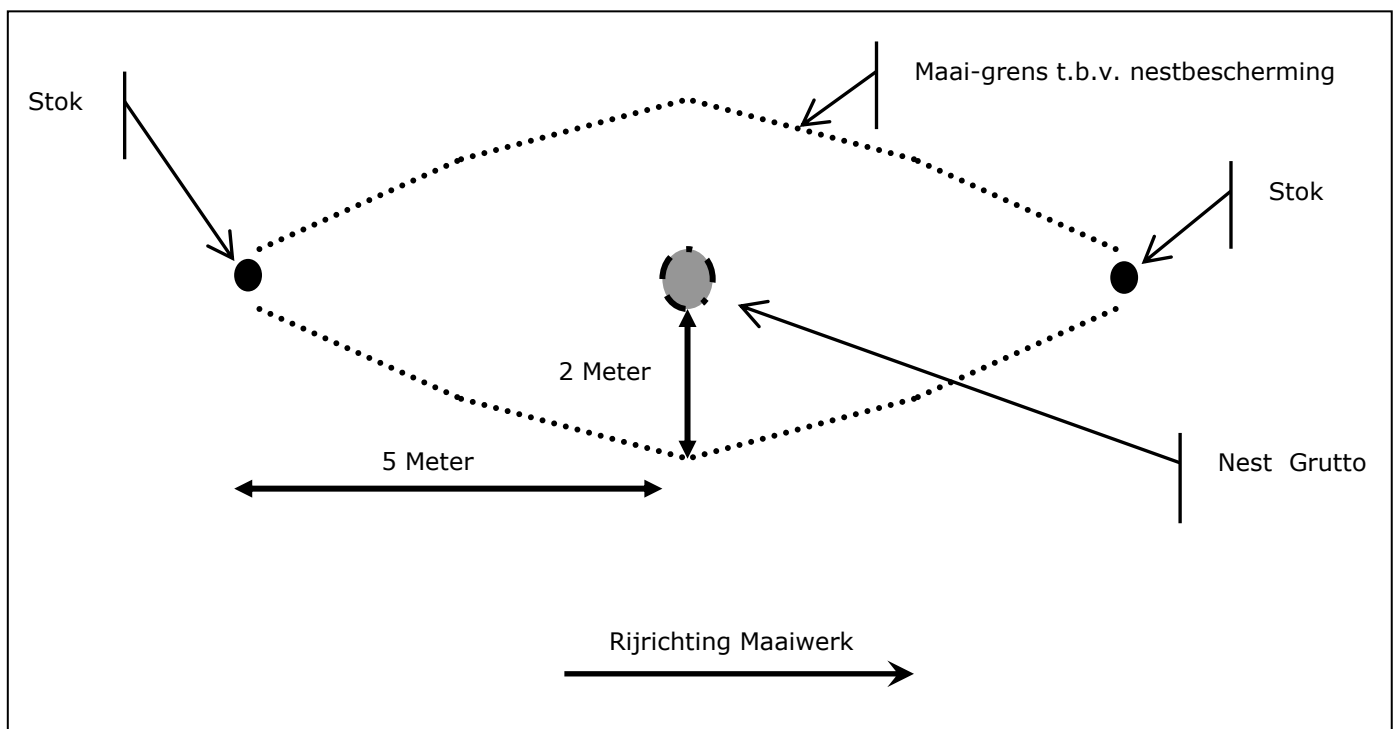 Maai-grens t.b.v. nestbescherming
Stok
Stok
2 Meter
5 Meter
Nest Grutto
Rijrichting Maaiwerk